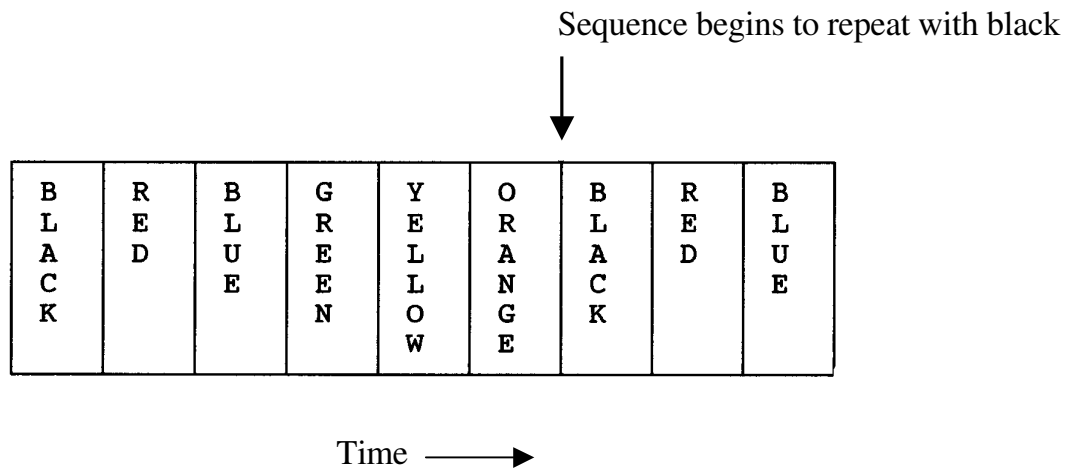 Sequence begins to repeat with black
BLACK
RED
BLUE
GREEN
YELLOW
ORANGE
BLACK
RED
BLUE
Time